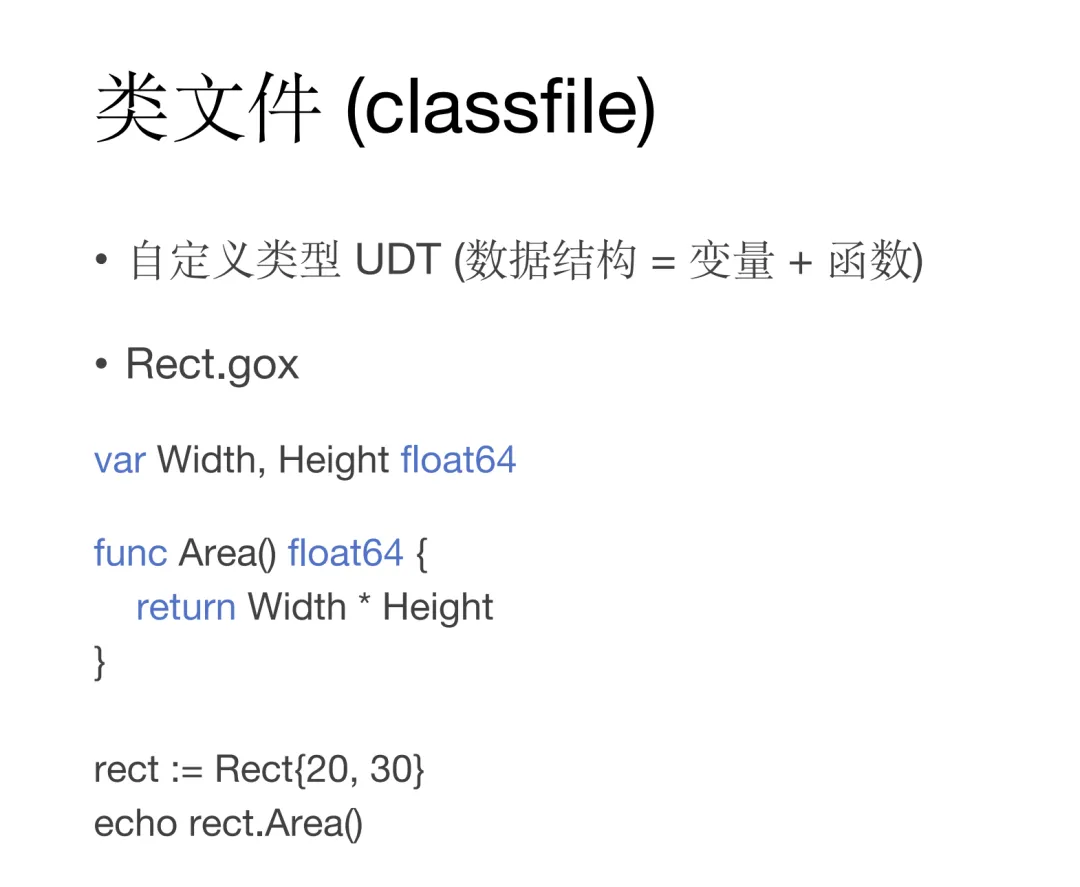 类文件 (classfile)
• 自定义类型 UDT (数据结构 = 变量 + 函数)
• Rect.gox
var Width, Height float64
func Area() float64 {
    return Width * Height
}
rect := Rect{20, 30}
echo rect.Area()